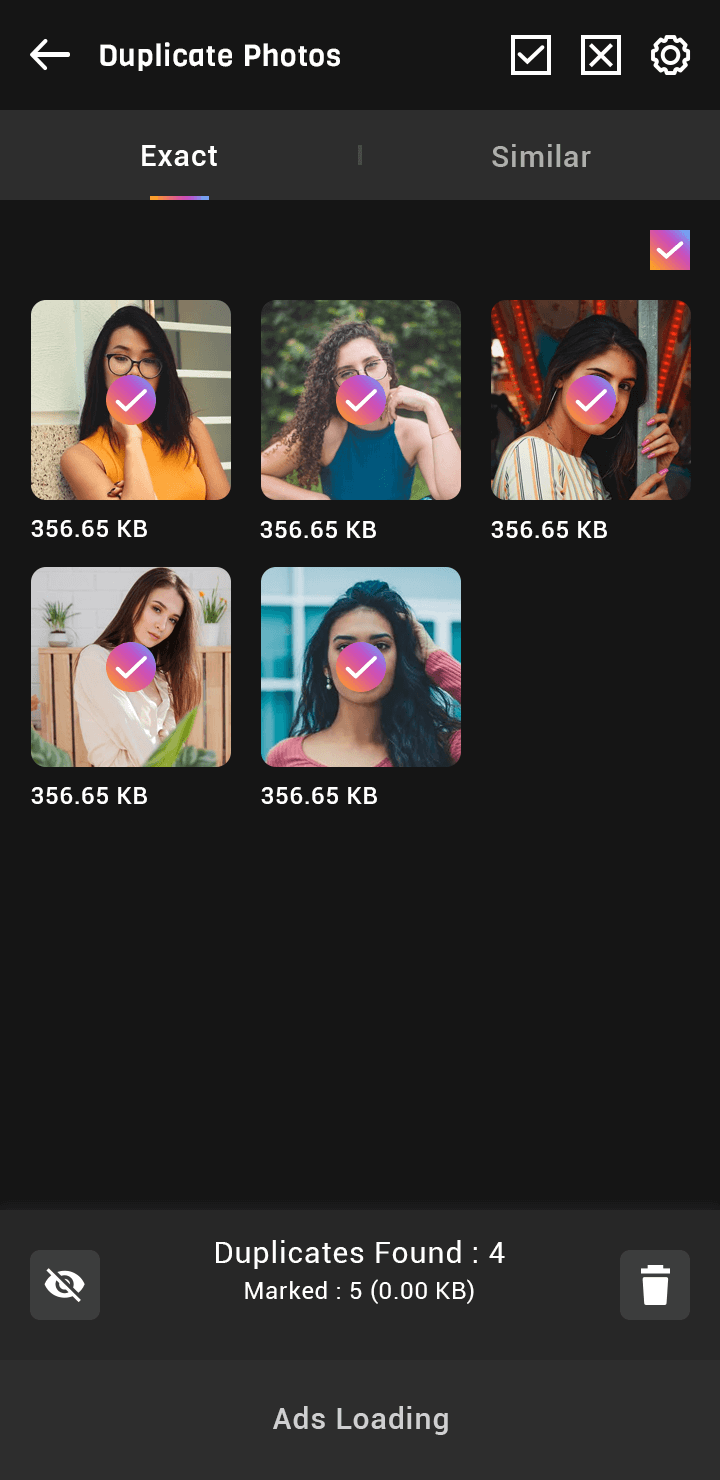 Duplicate Photos
Exact
Similar
356.65 KB
356.65 KB
356.65 KB
356.65 KB
356.65 KB
Duplicates Found : 4
Marked : 5 (0.00 KB)
Ads Loading